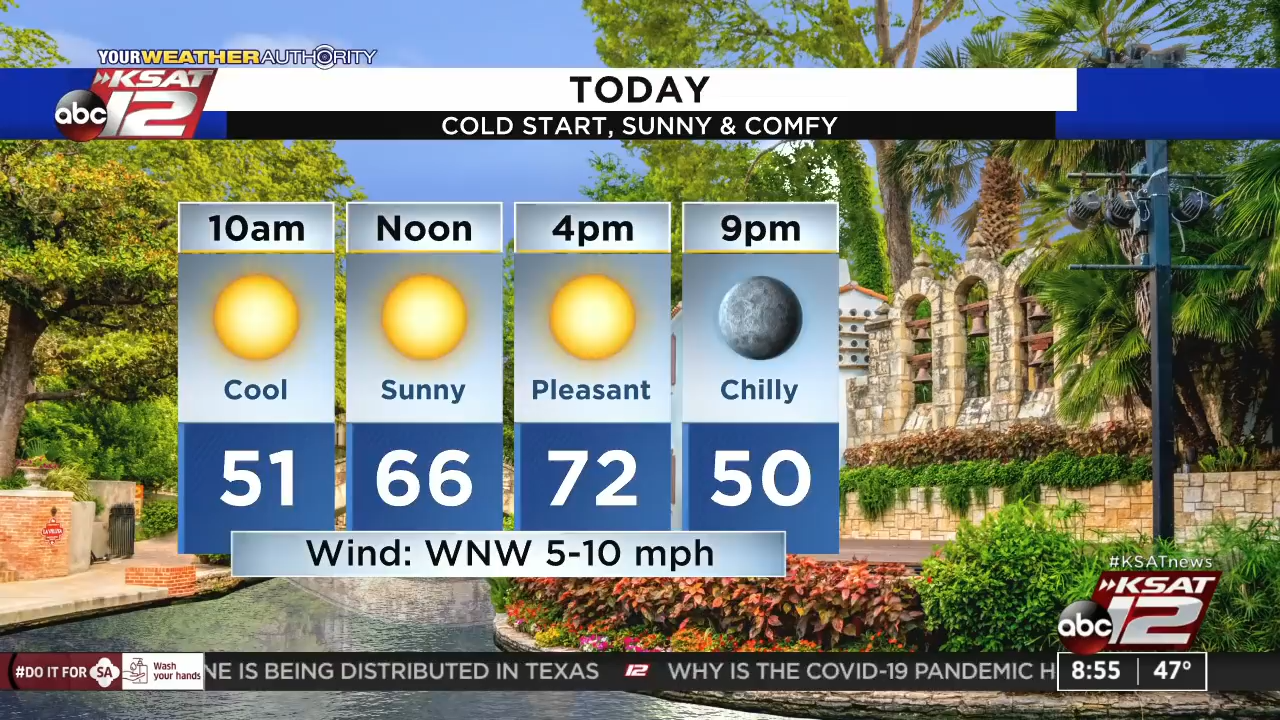 YOUR WEATHER AUTHORITY
KSAT
abc 12
TODAY
COLD START, SUNNY & COMFY
10am
Noon
4pm
9pm
Cool
Sunny
Pleasant
Chilly
51
66
72
50
Wind: WNW 5-10 mph
#KSATnews
KSAT
abc 12
#DO IT FOR SA
Wash
your hands
NE IS BEING DISTRIBUTED IN TEXAS 12 WHY IS THE COVID-19 PANDEMIC H
8:55 47°